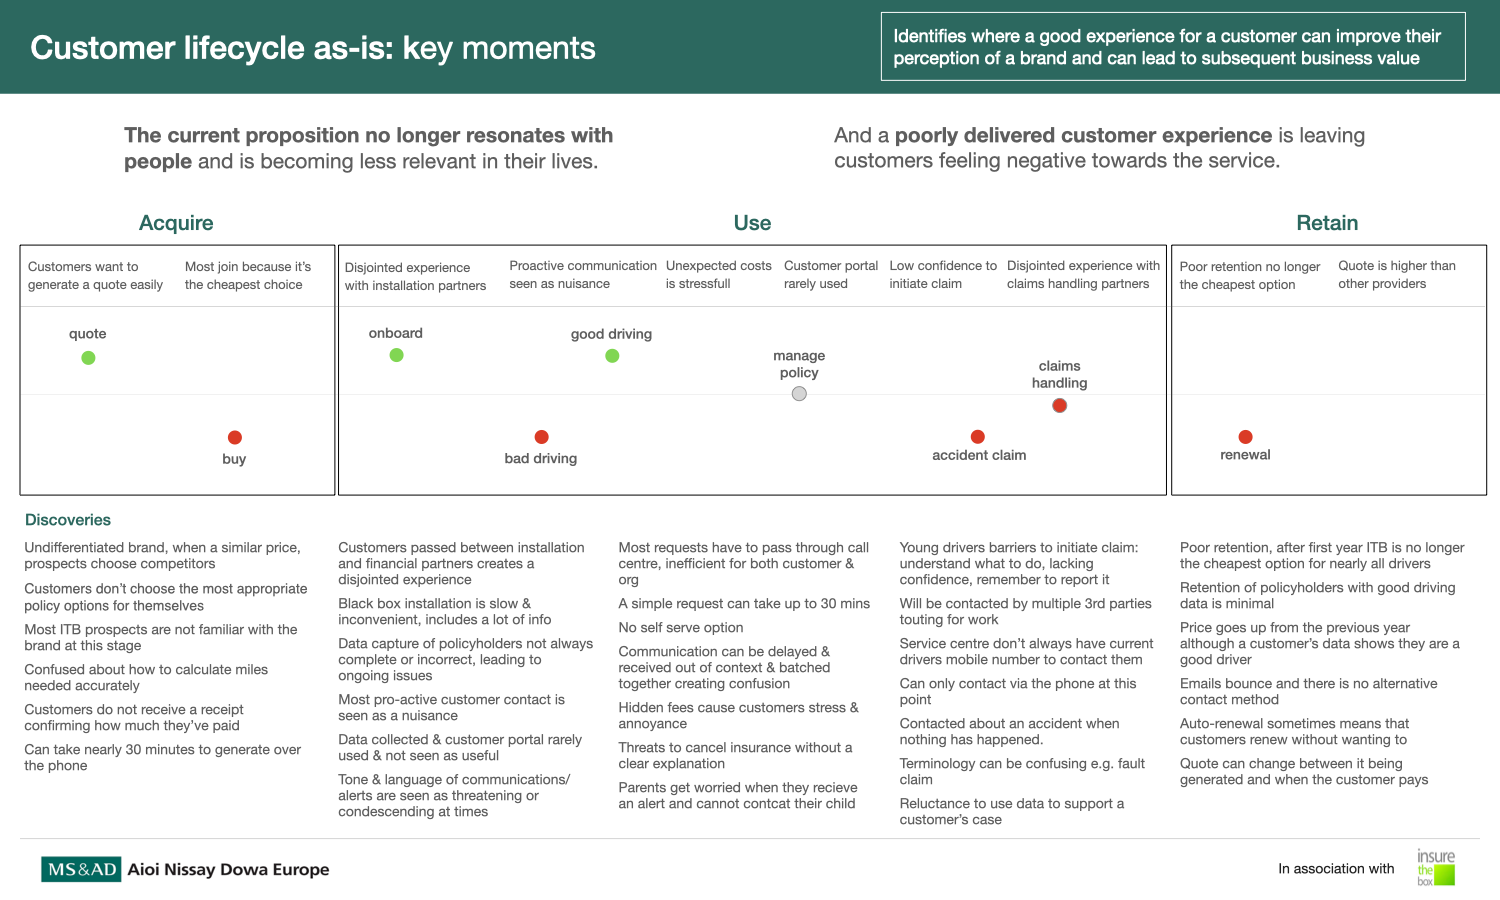 Customer lifecycle as-is: key moments
Identifies where a good experience for a customer can improve their
perception of a brand and can lead to subsequent business value
The current proposition no longer resonates with
people and is becoming less relevant in their lives.
And a poorly delivered customer experience is leaving
customers feeling negative towards the service.
Acquire
Use
Retain
Customers want to
generate a quote easily
Most join because it's
the cheapest choice
Disjointed experience
with installation partners
Proactive communication
seen as nuisance
Unexpected costs
is stressfull
Customer portal
rarely used
Low confidence to
initiate claim
Disjointed experience with
claims handling partners
Poor retention no longer
the cheapest option
Quote is higher than
other providers
quote
buy
onboard
bad driving
good driving
manage
policy
accident claim
claims
handling
renewal
Discoveries
Undifferentiated brand, when a similar price,
prospects choose competitors
Customers don't choose the most appropriate
policy options for themselves
Most ITB prospects are not familiar with the
brand at this stage
Confused about how to calculate miles
needed accurately
Customers do not receive a receipt
confirming how much they've paid
Can take nearly 30 minutes to generate over
the phone
Customers passed between installation
and financial partners creates a
disjointed experience
Black box installation is slow &
inconvenient, includes a lot of info
Data capture of policyholders not always
complete or incorrect, leading to
ongoing issues
Most pro-active customer contact is
seen as a nuisance
Data collected & customer portal rarely
used & not seen as useful
Tone & language of communications/
alerts are seen as threatening or
condescending at times
Most requests have to pass through call
centre, inefficient for both customer &
org
A simple request can take up to 30 mins
No self serve option
Communication can be delayed &
received out of context & batched
together creating confusion
Hidden fees cause customers stress &
annoyance
Threats to cancel insurance without a
clear explanation
Parents get worried when they recieve
an alert and cannot contcat their child
Young drivers barriers to initiate claim:
understand what to do, lacking
confidence, remember to report it
Will be contacted by multiple 3rd parties
touting for work
Service centre don't always have current
drivers mobile number to contact them
Can only contact via the phone at this
point
Contacted about an accident when
nothing has happened.
Terminology can be confusing e.g. fault
claim
Reluctance to use data to support a
customer's case
Poor retention, after first year ITB is no longer
the cheapest option for nearly all drivers
Retention of policyholders with good driving
data is minimal
Price goes up from the previous year
although a customer's data shows they are a
good driver
Emails bounce and there is no alternative
contact method
Auto-renewal sometimes means that
customers renew without wanting to
Quote can change between it being
generated and when the customer pays
MS&AD Aioi Nissay Dowa Europe
In association with
insure
the
box